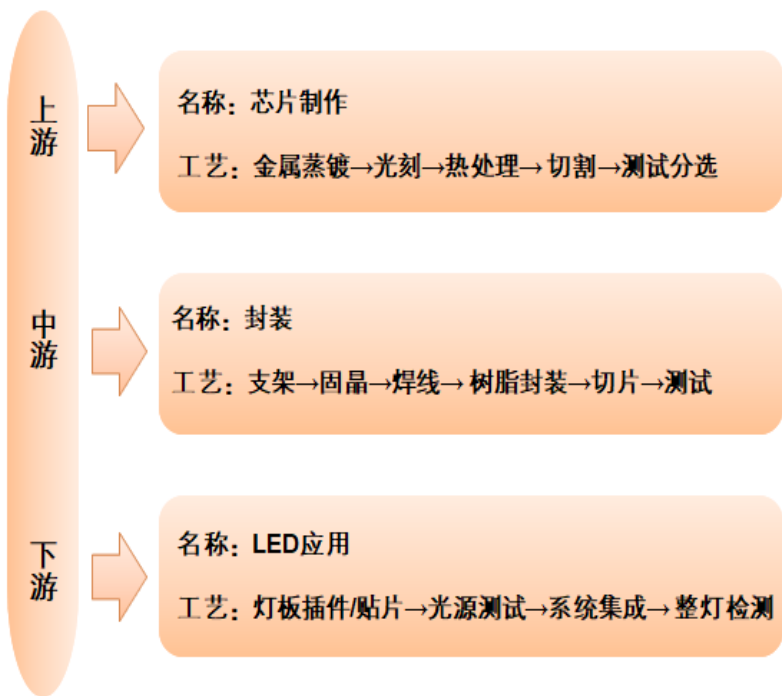 上游
名称：芯片制作
工艺：金属蒸镀→光刻→热处理→切割→测试分选
中游
名称：封装
工艺：支架→固晶→焊线→树脂封装→切片→测试
下游
名称：LED应用
工艺：灯板插件/贴片→光源测试→系统集成→整灯检测